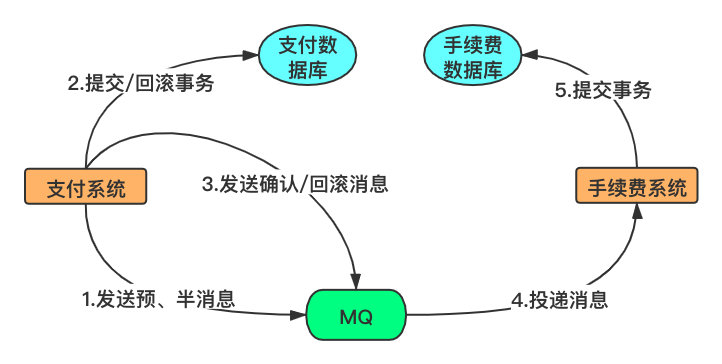 支付数
据库
手续费
数据库
2.提交/回滚事务
5.提交事务
支付系统
3.发送确认/回滚消息
手续费系统
1.发送预、半消息
4.投递消息
MQ